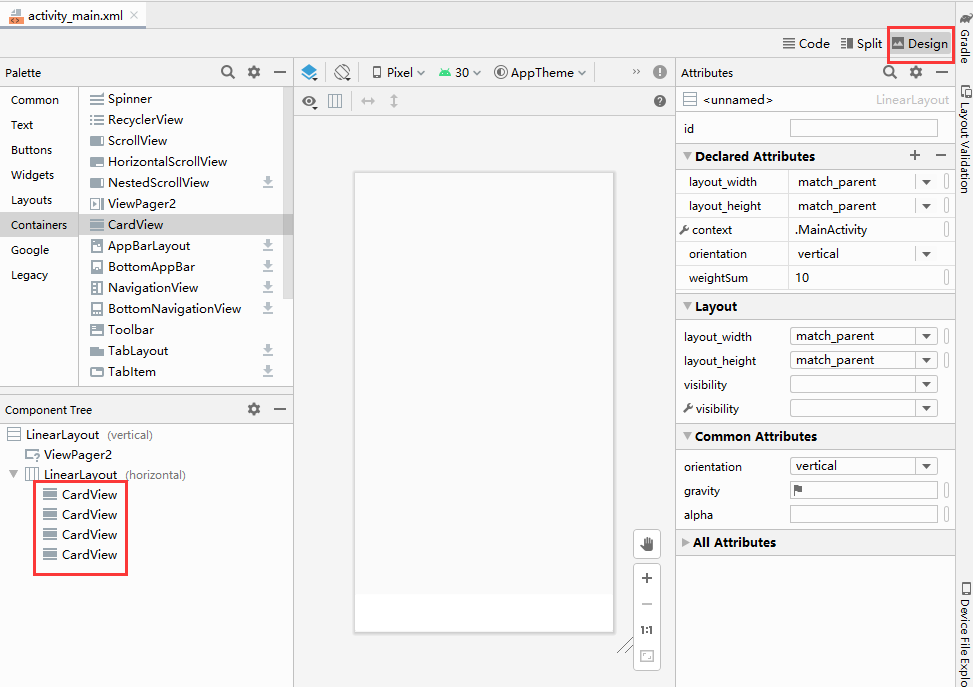 activity_main.xml
Code
Split
Design
Palette
Common
Text
Buttons
Widgets
Layouts
Containers
Google
Legacy
Spinner
RecyclerView
ScrollView
HorizontalScrollView
NestedScrollView
ViewPager2
CardView
AppBarLayout
BottomAppBar
NavigationView
BottomNavigationView
Toolbar
TabLayout
TabItem
Component Tree
LinearLayout (vertical)
ViewPager2
LinearLayout (horizontal)
CardView
CardView
CardView
CardView
Pixel
30
AppTheme
1:1
Attributes
<unnamed> LinearLayout
id
Declared Attributes
layout_width match_parent
layout_height match_parent
context .MainActivity
orientation vertical
weightSum 10
Layout
layout_width match_parent
layout_height match_parent
visibility
visibility
Common Attributes
orientation vertical
gravity
alpha
All Attributes
Gradle
Layout Validation
Device File Explo